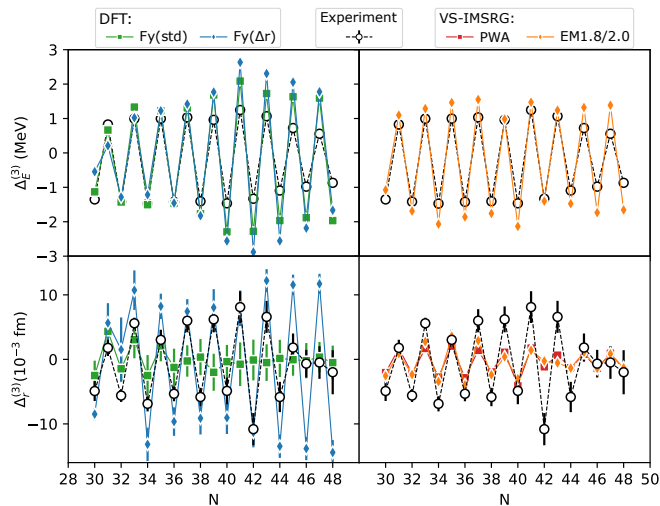 DFT: Experiment VS-IMSRG:
Fy(std) Fy(Δr) PWA EM1.8/2.0
3
2
1
0
−1
−2
−3
Δ_E^(3) (MeV)
10
0
−10
Δ_r^(3)(10⁻³ fm)
28 30 32 34 36 38 40 42 44 46 48 30 32 34 36 38 40 42 44 46 48 50
N N